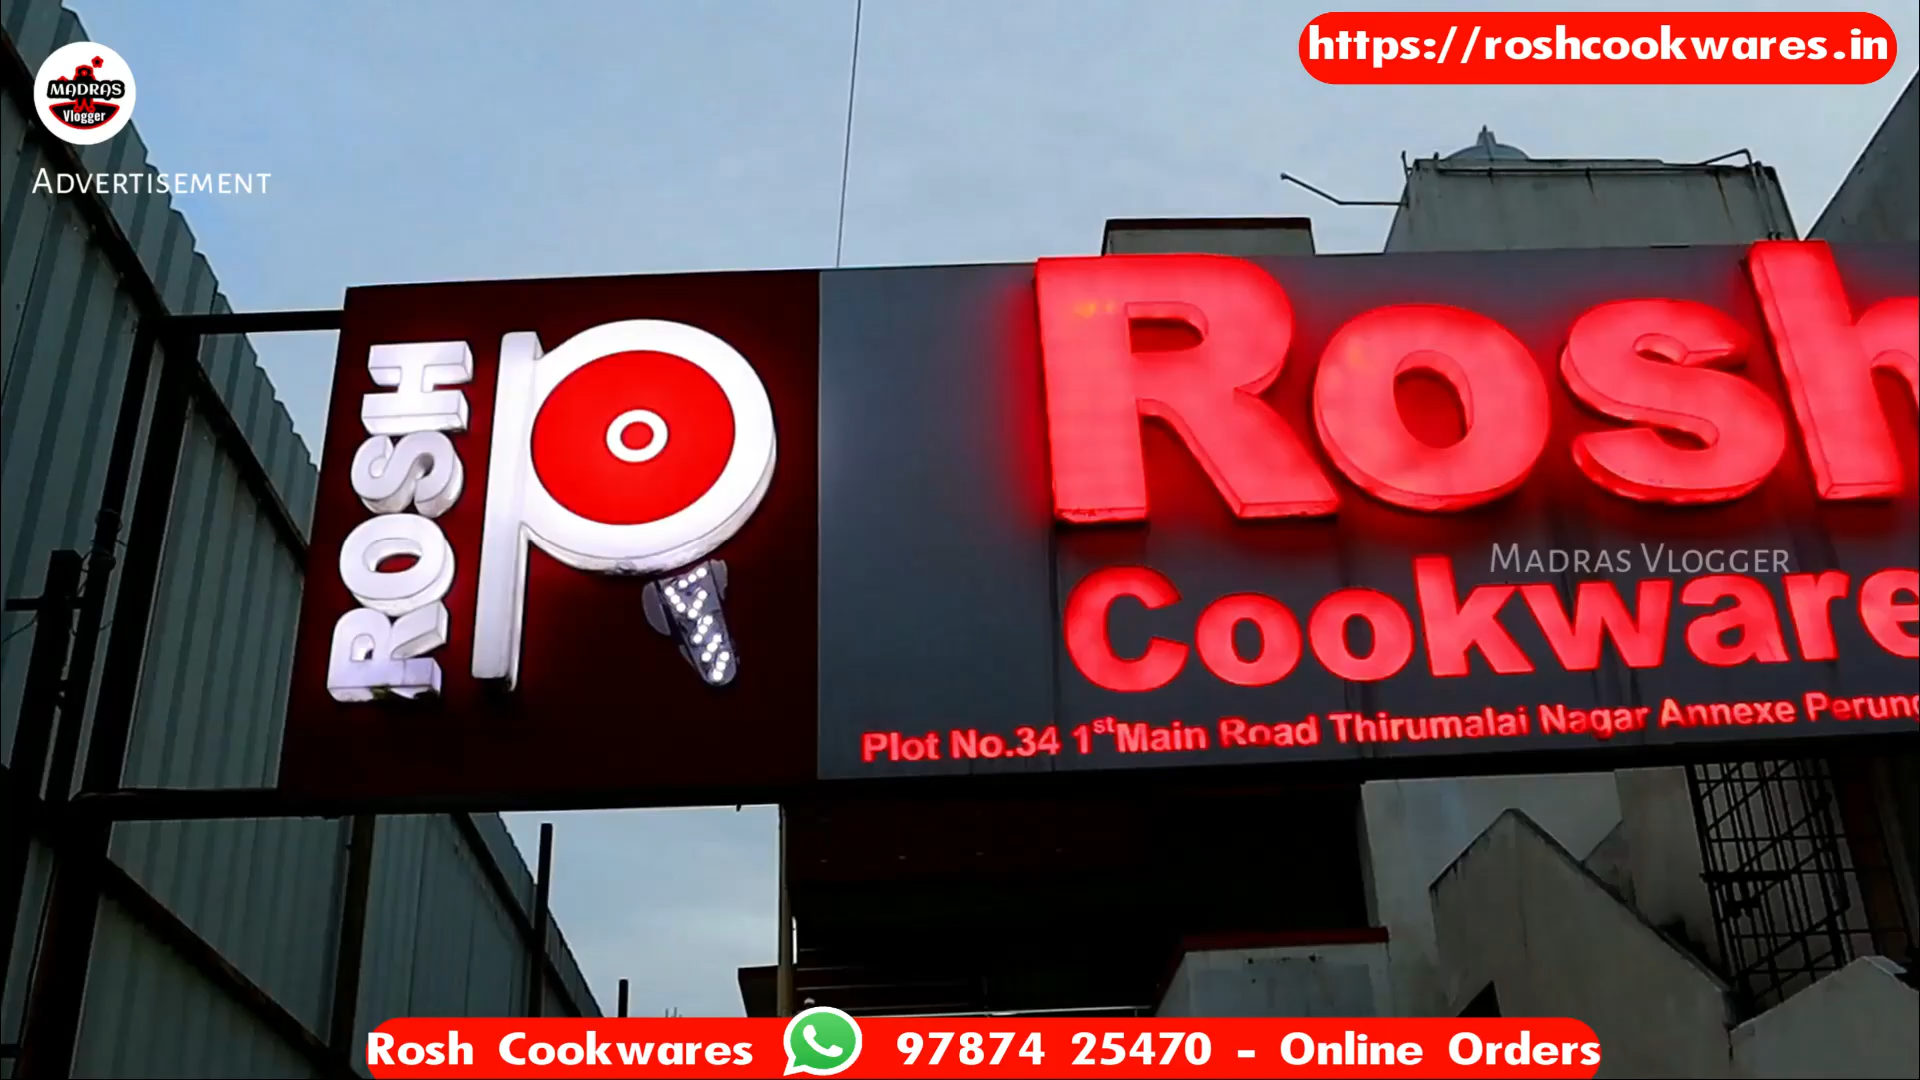 https://roshcookwares.in
MADRAS
Vlogger
ADVERTISEMENT
ROSH
Rosh
MADRAS VLOGGER
Cookware
Plot No.34 1st Main Road Thirumalai Nagar Annexe Perung
Rosh Cookwares 97874 25470 - Online Orders